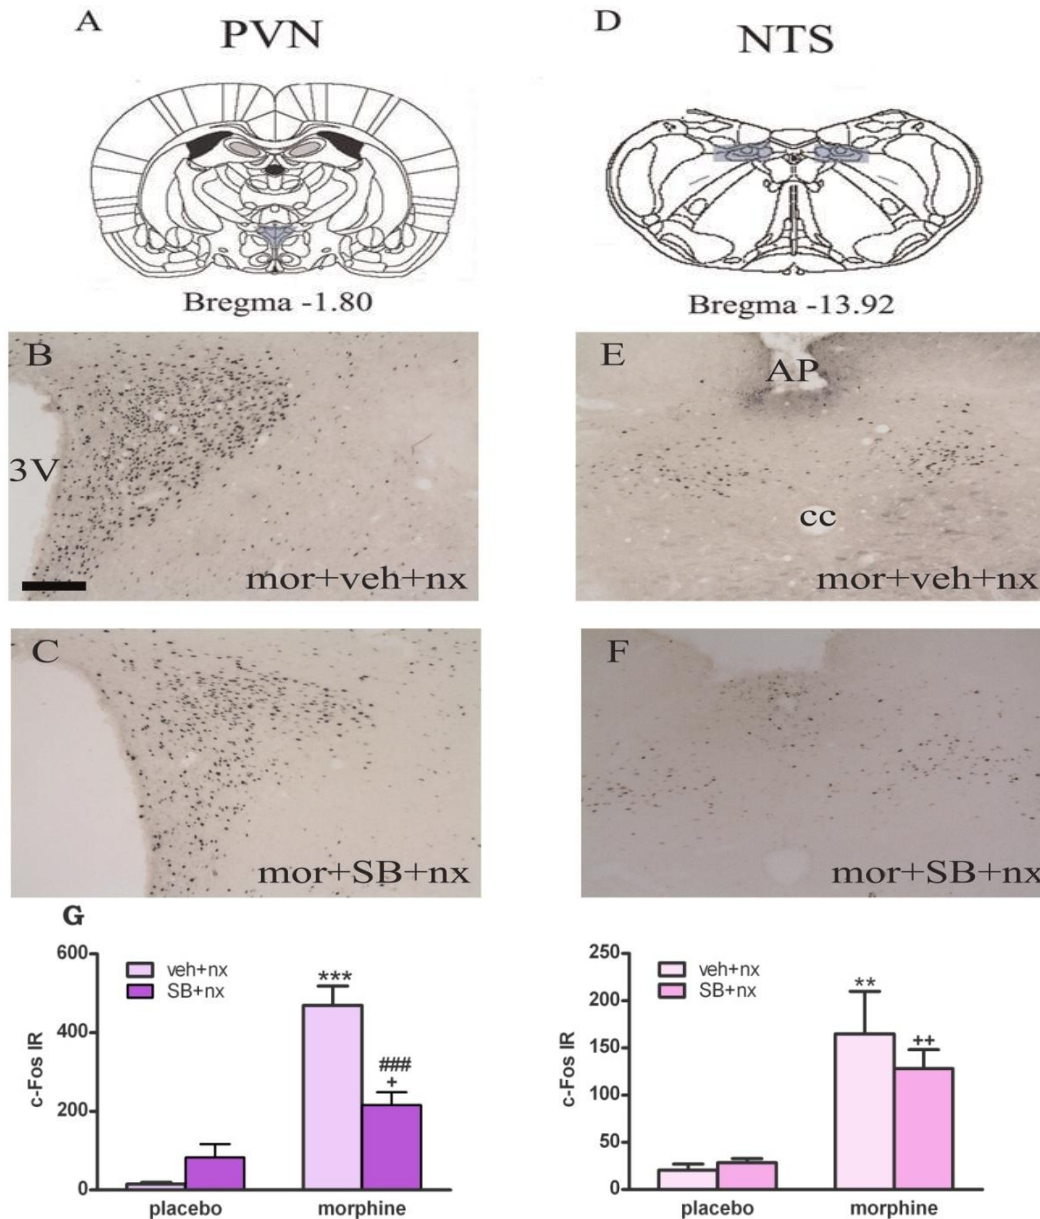 A
PVN
Bregma -1.80
D
NTS
Bregma -13.92
B
3V
mor+veh+nx
E
AP
cc
mor+veh+nx
C
mor+SB+nx
F
mor+SB+nx
G
600
400
200
0
c-Fos IR
veh+nx
SB+nx
***
###
+
placebo
morphine
250
200
150
100
50
0
c-Fos IR
veh+nx
SB+nx
**
++
placebo
morphine